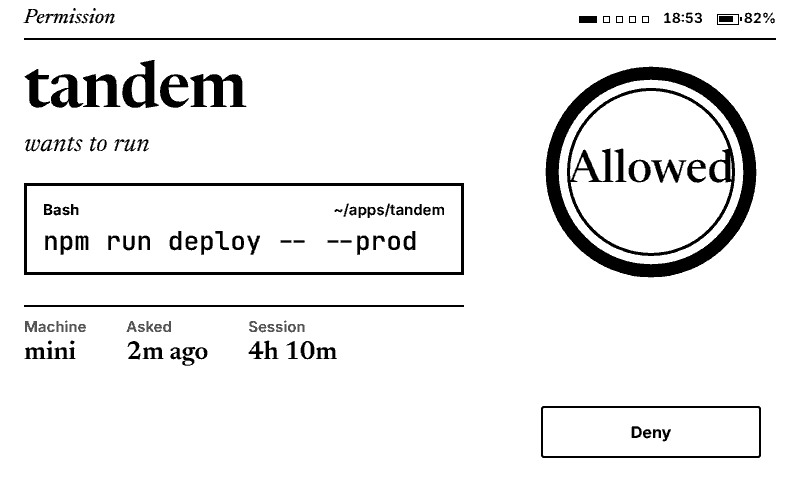 Permission
18:53 82%
tandem
wants to run
Allowed
Bash ~/apps/tandem
npm run deploy -- --prod
Machine Asked Session
mini 2m ago 4h 10m
Deny